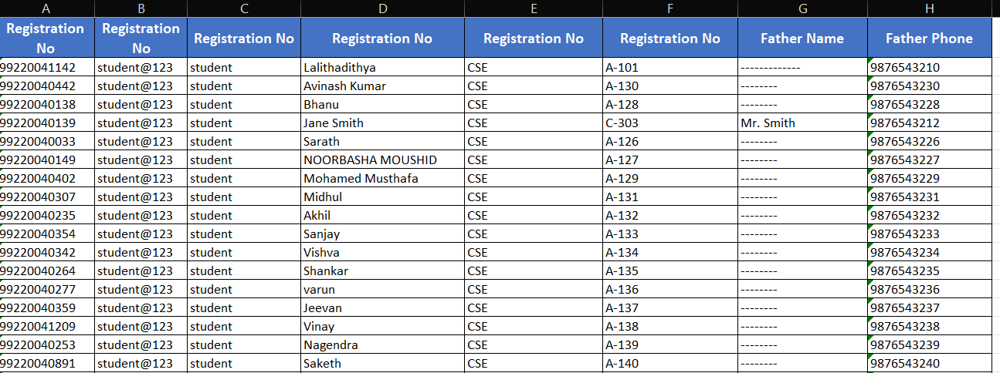 A B C D E F G H
Registration No Registration No Registration No Registration No Registration No Registration No Father Name Father Phone
99220041142 student@123 student Lalithadithya CSE A-101 ------------- 9876543210
99220040442 student@123 student Avinash Kumar CSE A-130 -------- 9876543230
99220040138 student@123 student Bhanu CSE A-128 -------- 9876543228
99220040139 student@123 student Jane Smith CSE C-303 Mr. Smith 9876543212
99220040033 student@123 student Sarath CSE A-126 -------- 9876543226
99220040149 student@123 student NOORBASHA MOUSHID CSE A-127 -------- 9876543227
99220040402 student@123 student Mohamed Musthafa CSE A-129 -------- 9876543229
99220040307 student@123 student Midhul CSE A-131 -------- 9876543231
99220040235 student@123 student Akhil CSE A-132 -------- 9876543232
99220040354 student@123 student Sanjay CSE A-133 -------- 9876543233
99220040342 student@123 student Vishva CSE A-134 -------- 9876543234
99220040264 student@123 student Shankar CSE A-135 -------- 9876543235
99220040277 student@123 student varun CSE A-136 -------- 9876543236
99220040359 student@123 student Jeevan CSE A-137 -------- 9876543237
99220041209 student@123 student Vinay CSE A-138 -------- 9876543238
99220040253 student@123 student Nagendra CSE A-139 -------- 9876543239
99220040891 student@123 student Saketh CSE A-140 -------- 9876543240